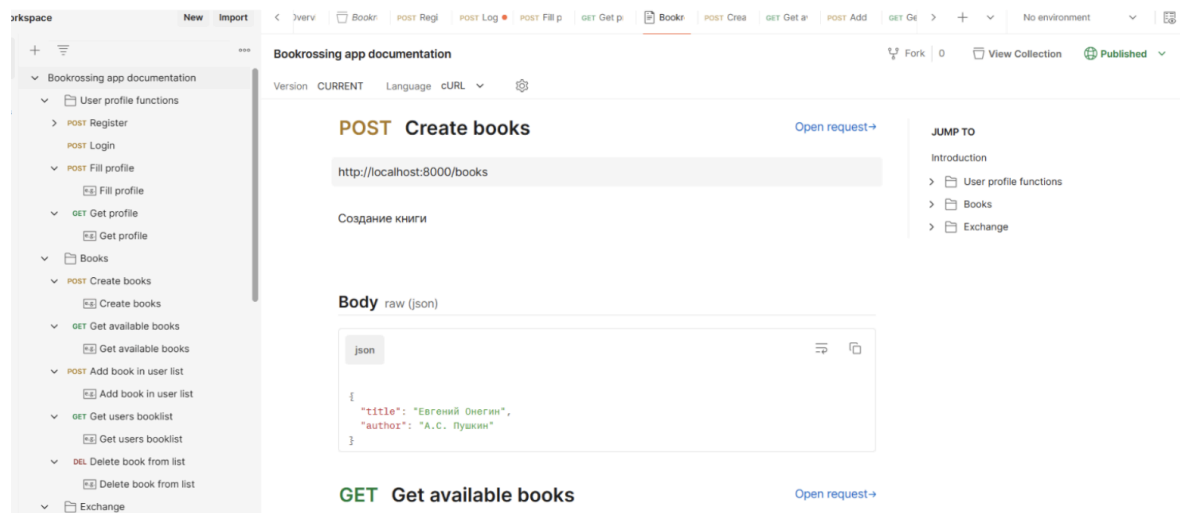 orkspace New Import
Overv Bookr POST Regi POST Log POST Fill p GET Get p Bookr POST Crea GET Get a POST Add GET Ge No environment
Bookrossing app documentation Fork 0 View Collection Published
Version CURRENT Language cURL
Bookrossing app documentation
User profile functions
POST Register
POST Login
POST Fill profile
e.g. Fill profile
GET Get profile
e.g. Get profile
Books
POST Create books
e.g. Create books
GET Get available books
e.g. Get available books
POST Add book in user list
e.g. Add book in user list
GET Get users booklist
e.g. Get users booklist
DEL Delete book from list
e.g. Delete book from list
Exchange
POST Create books Open request→
http://localhost:8000/books
Создание книги
Body raw (json)
json
{
"title": "Евгений Онегин",
"author": "А.С. Пушкин"
}
GET Get available books Open request→
JUMP TO
Introduction
User profile functions
Books
Exchange